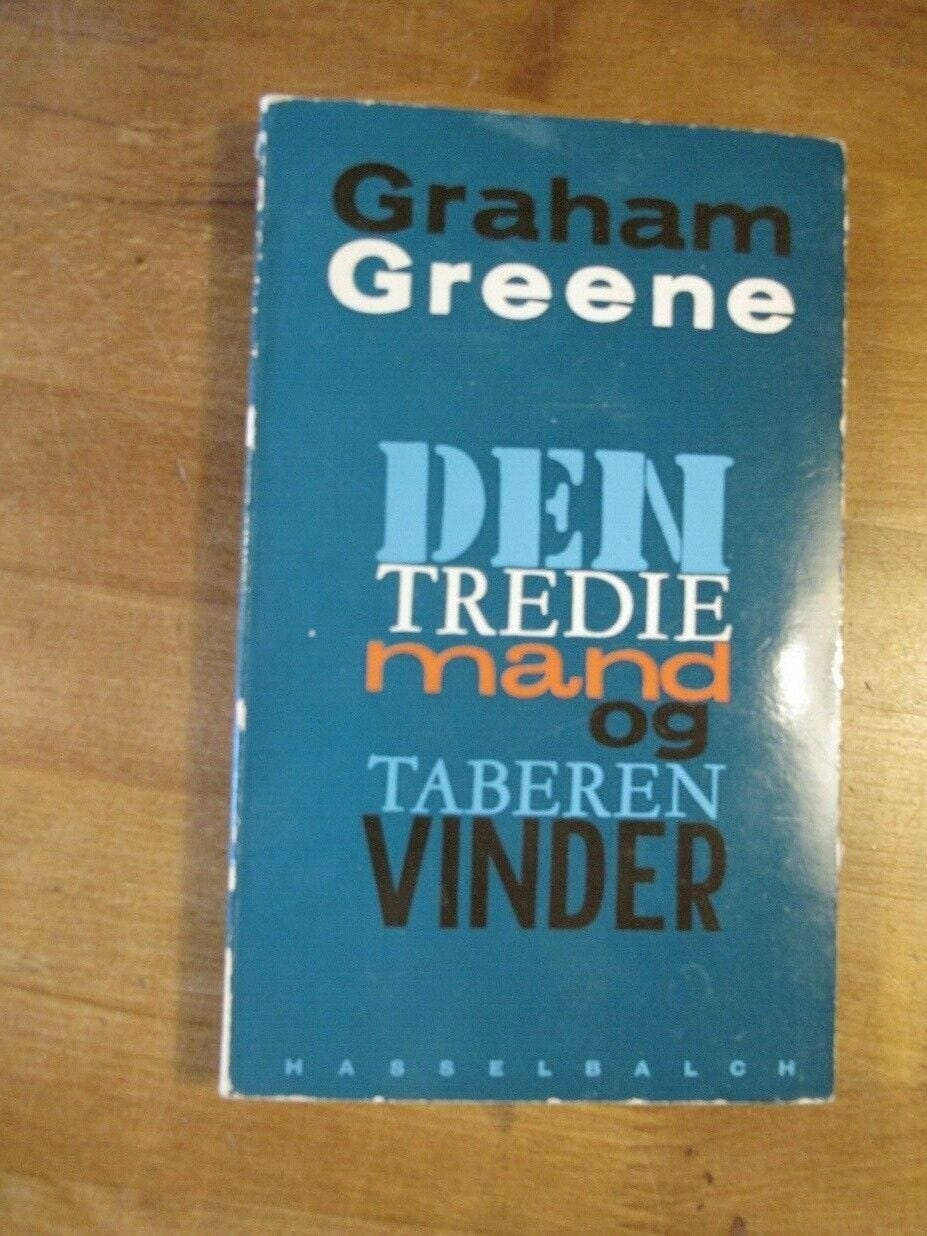 Graham
Greene
DEN
TREDIE
mand
og
TABEREN
VINDER
HASSELBALCH